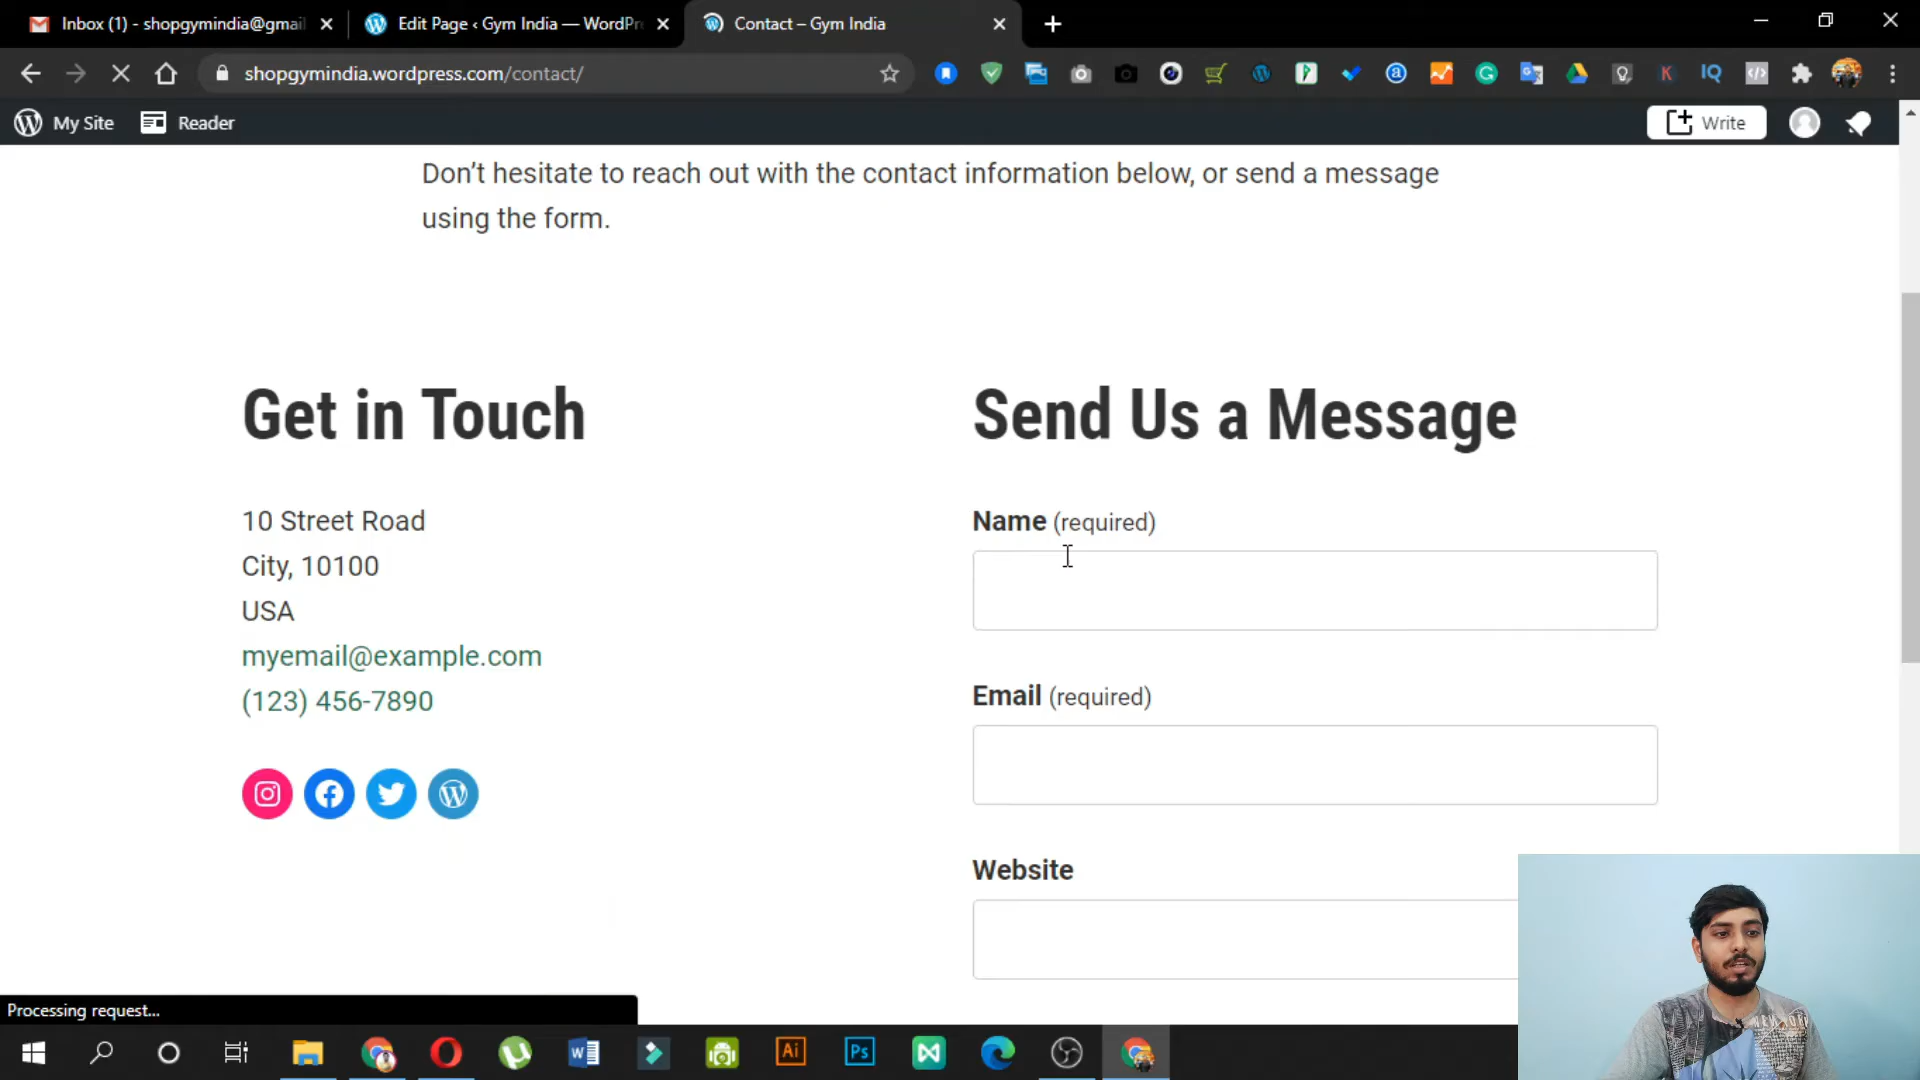 Inbox (1) - shopgymindia@gmai
Edit Page ‹ Gym India — WordPr
Contact – Gym India
shopgymindia.wordpress.com/contact/
My Site
Reader
Write
Don’t hesitate to reach out with the contact information below, or send a message
using the form.
Get in Touch
10 Street Road
City, 10100
USA
myemail@example.com
(123) 456-7890
Send Us a Message
Name (required)
Email (required)
Website
Processing request...